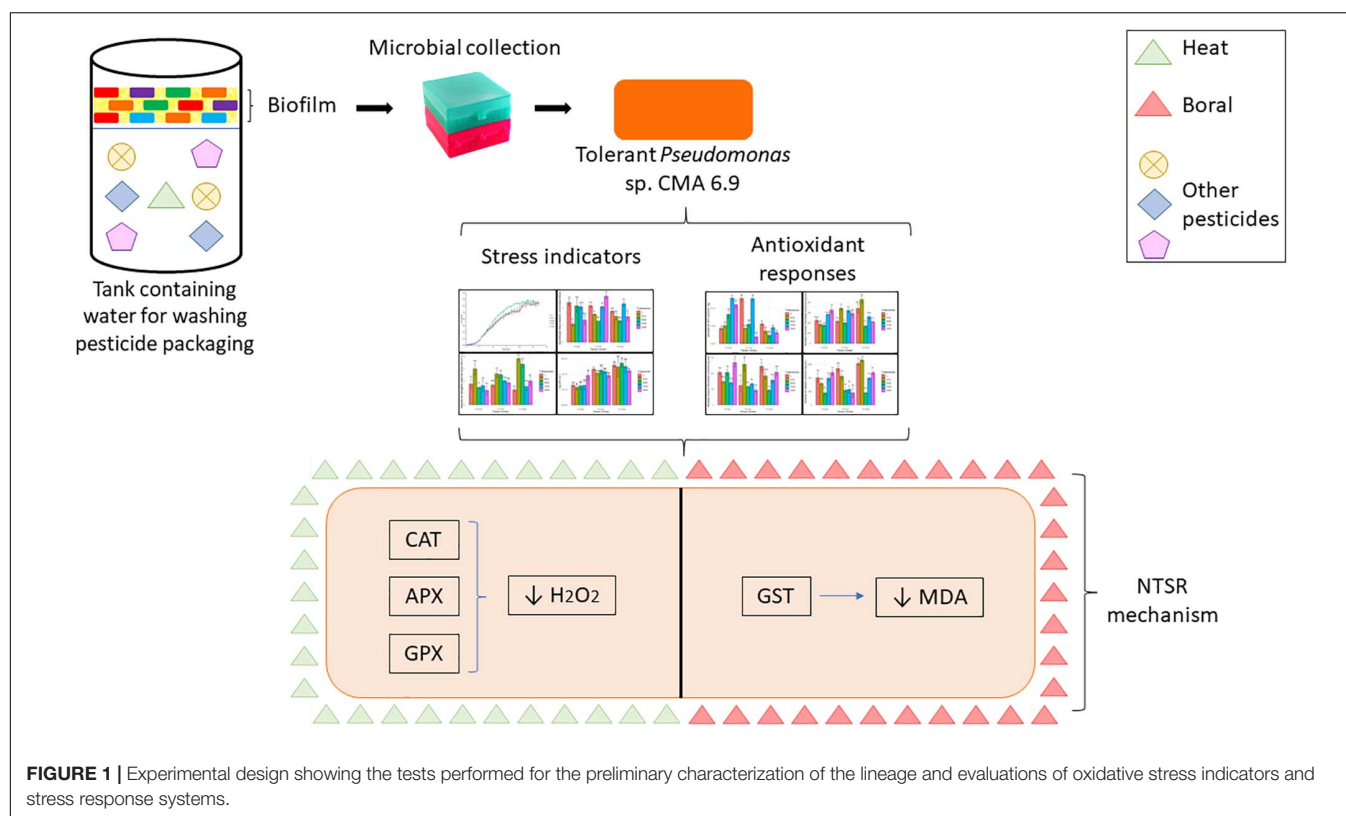 Microbial collection
Biofilm
Tolerant Pseudomonas
sp. CMA 6.9
Heat
Boral
Other
pesticides
Tank containing
water for washing
pesticide packaging
Stress indicators
Antioxidant
responses
CAT
APX
GPX
↓ H2O2
GST
↓ MDA
NTSR
mechanism
FIGURE 1 | Experimental design showing the tests performed for the preliminary characterization of the lineage and evaluations of oxidative stress indicators and
stress response systems.